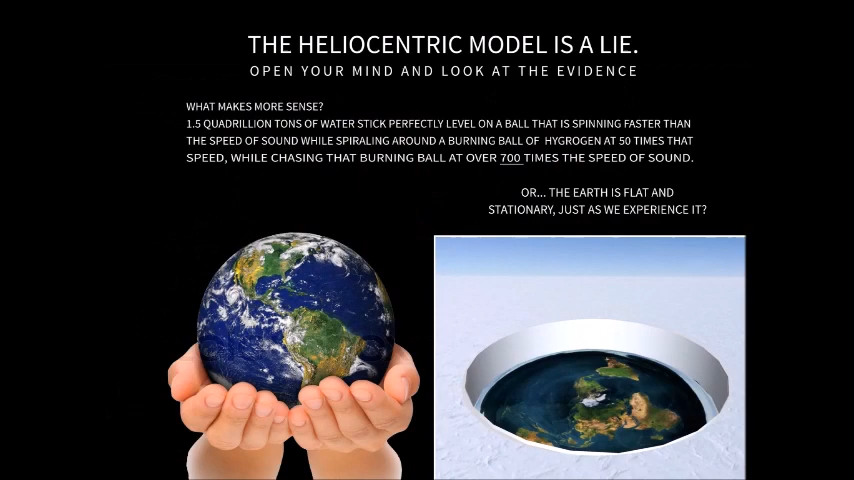 THE HELIOCENTRIC MODEL IS A LIE.
OPEN YOUR MIND AND LOOK AT THE EVIDENCE
WHAT MAKES MORE SENSE?
1.5 QUADRILLION TONS OF WATER STICK PERFECTLY LEVEL ON A BALL THAT IS SPINNING FASTER THAN
THE SPEED OF SOUND WHILE SPIRALING AROUND A BURNING BALL OF HYGROGEN AT 50 TIMES THAT
SPEED, WHILE CHASING THAT BURNING BALL AT OVER 700 TIMES THE SPEED OF SOUND.
OR... THE EARTH IS FLAT AND
STATIONARY, JUST AS WE EXPERIENCE IT?